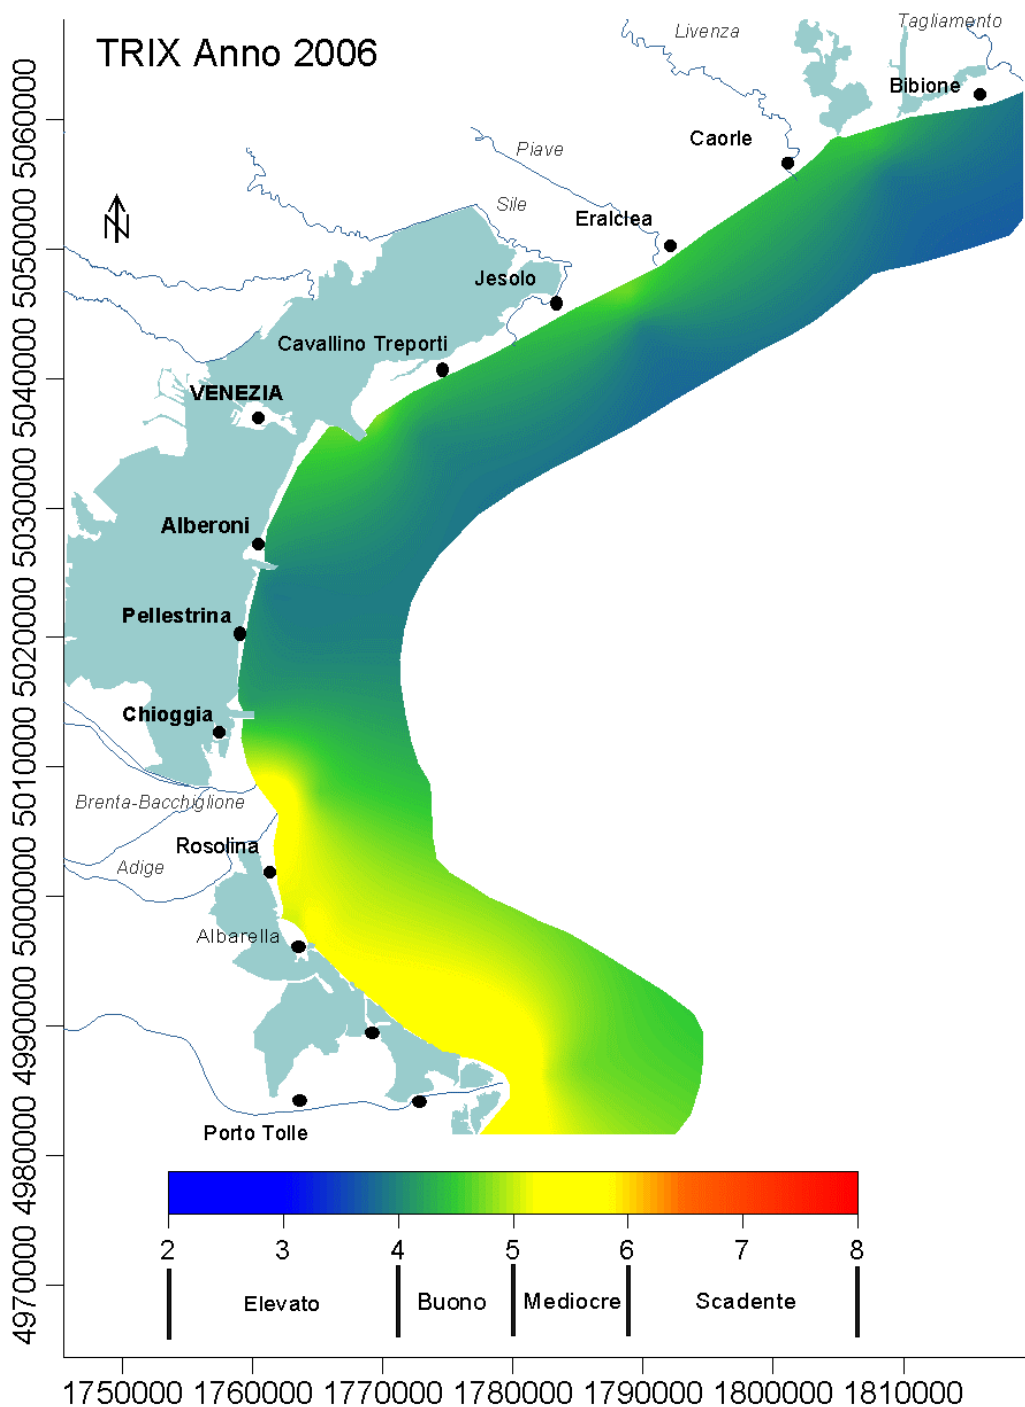 TRIX Anno 2006
Livenza
Tagliamento
Bibione
Caorle
Piave
Sile
Eralclea
Jesolo
Cavallino Treporti
VENEZIA
Alberoni
Pellestrina
Chioggia
Brenta-Bacchiglione
Rosolina
Adige
Albarella
Porto Tolle
N
5060000
5050000
5040000
5030000
5020000
5010000
5000000
4990000
4980000
4970000
2 3 4 5 6 7 8
Elevato Buono Mediocre Scadente
1750000 1760000 1770000 1780000 1790000 1800000 1810000